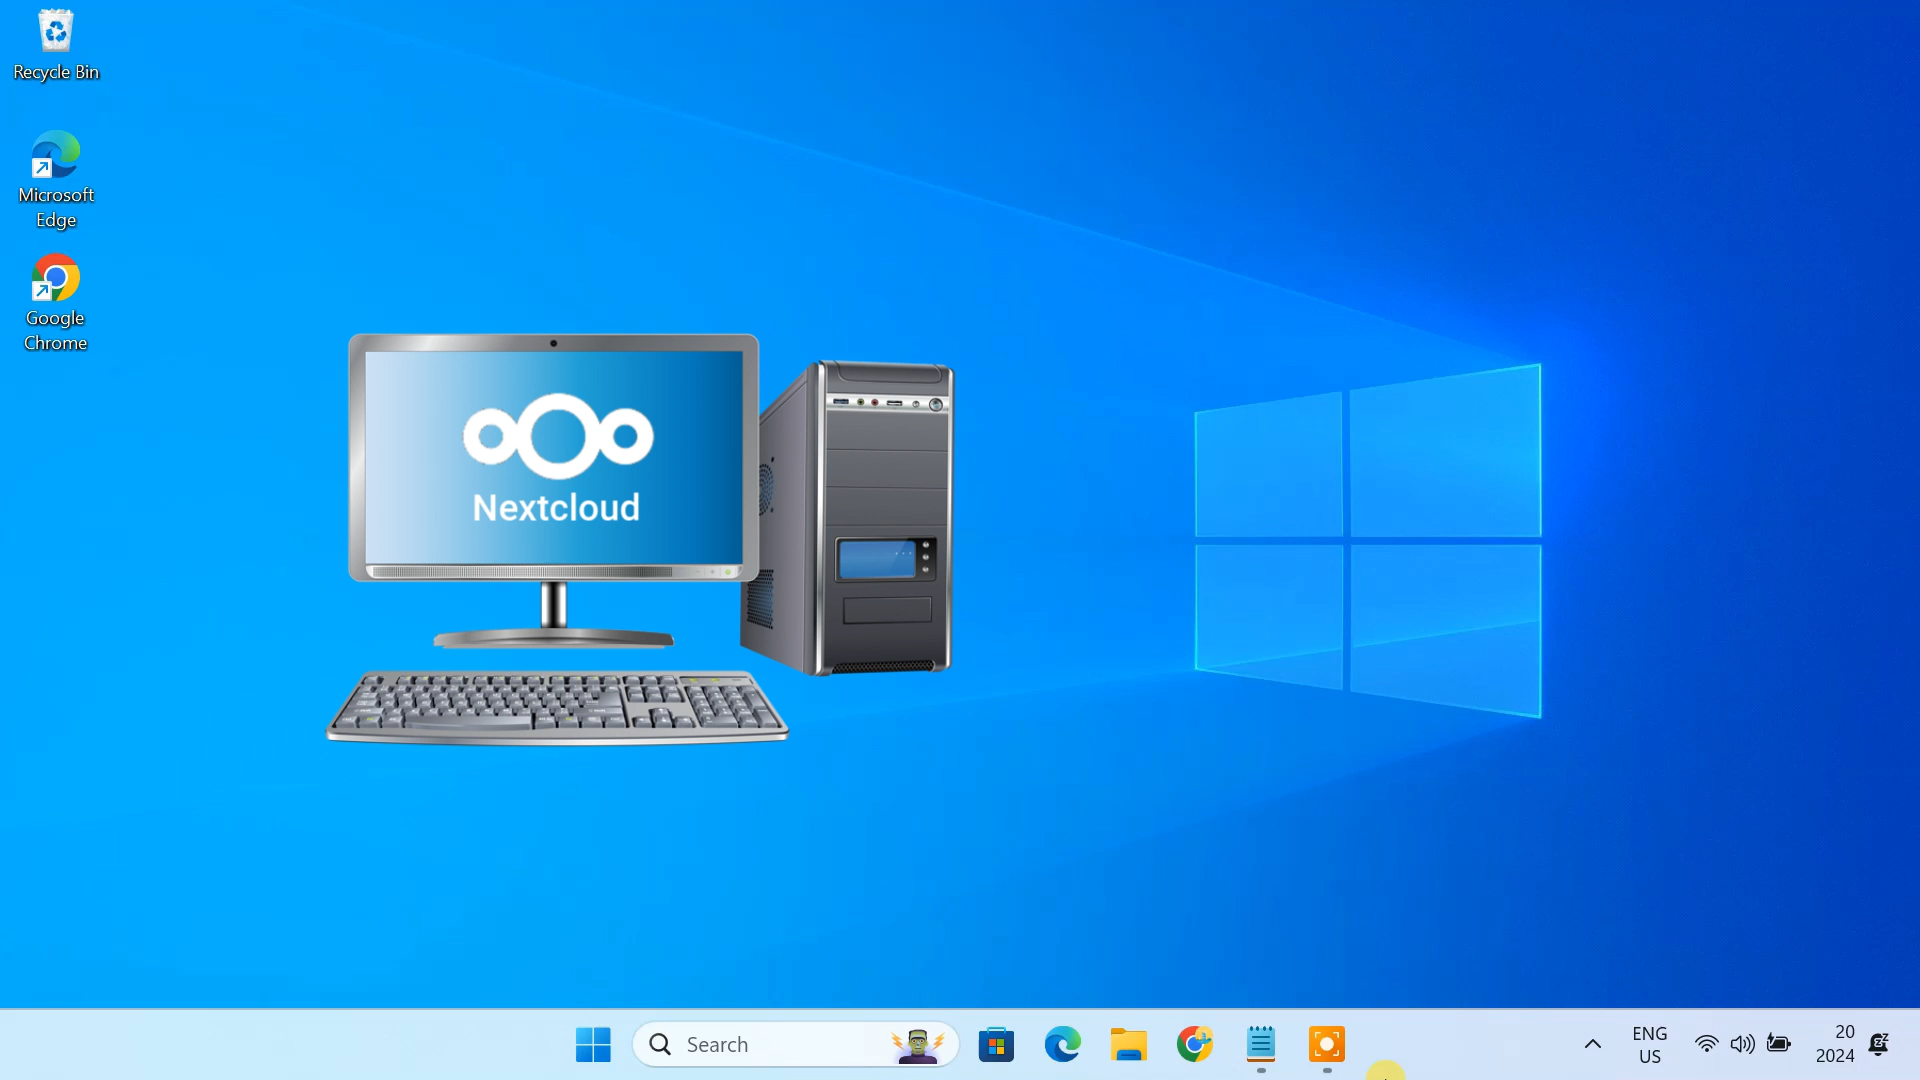 Recycle Bin
Microsoft
Edge
Google
Chrome
Nextcloud
Search
ENG
US
20
2024